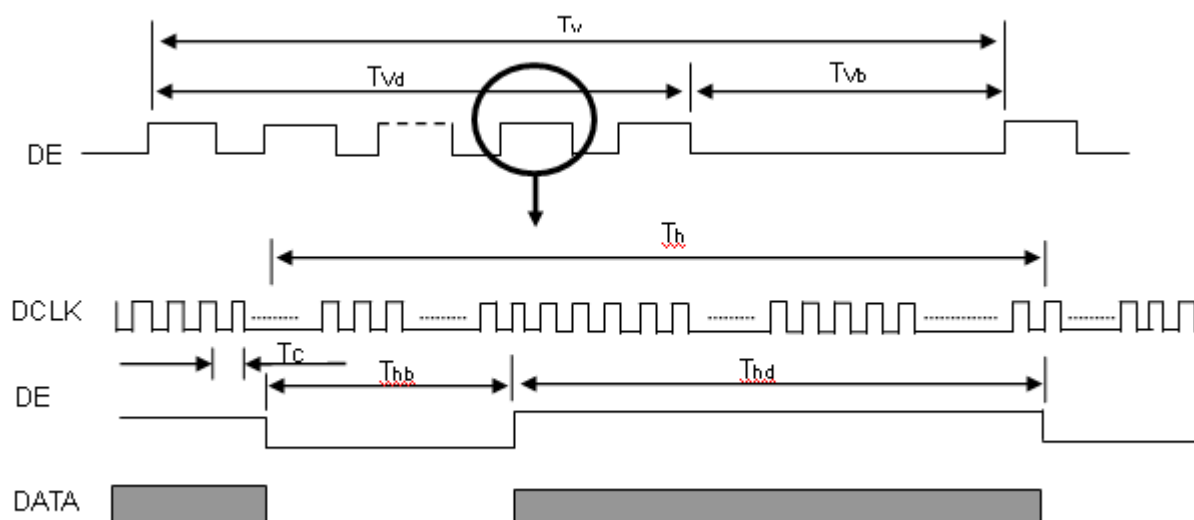 Tv
Tvd
Tvb
DE
Th
DCLK
Tc
Thb
Thd
DE
DATA